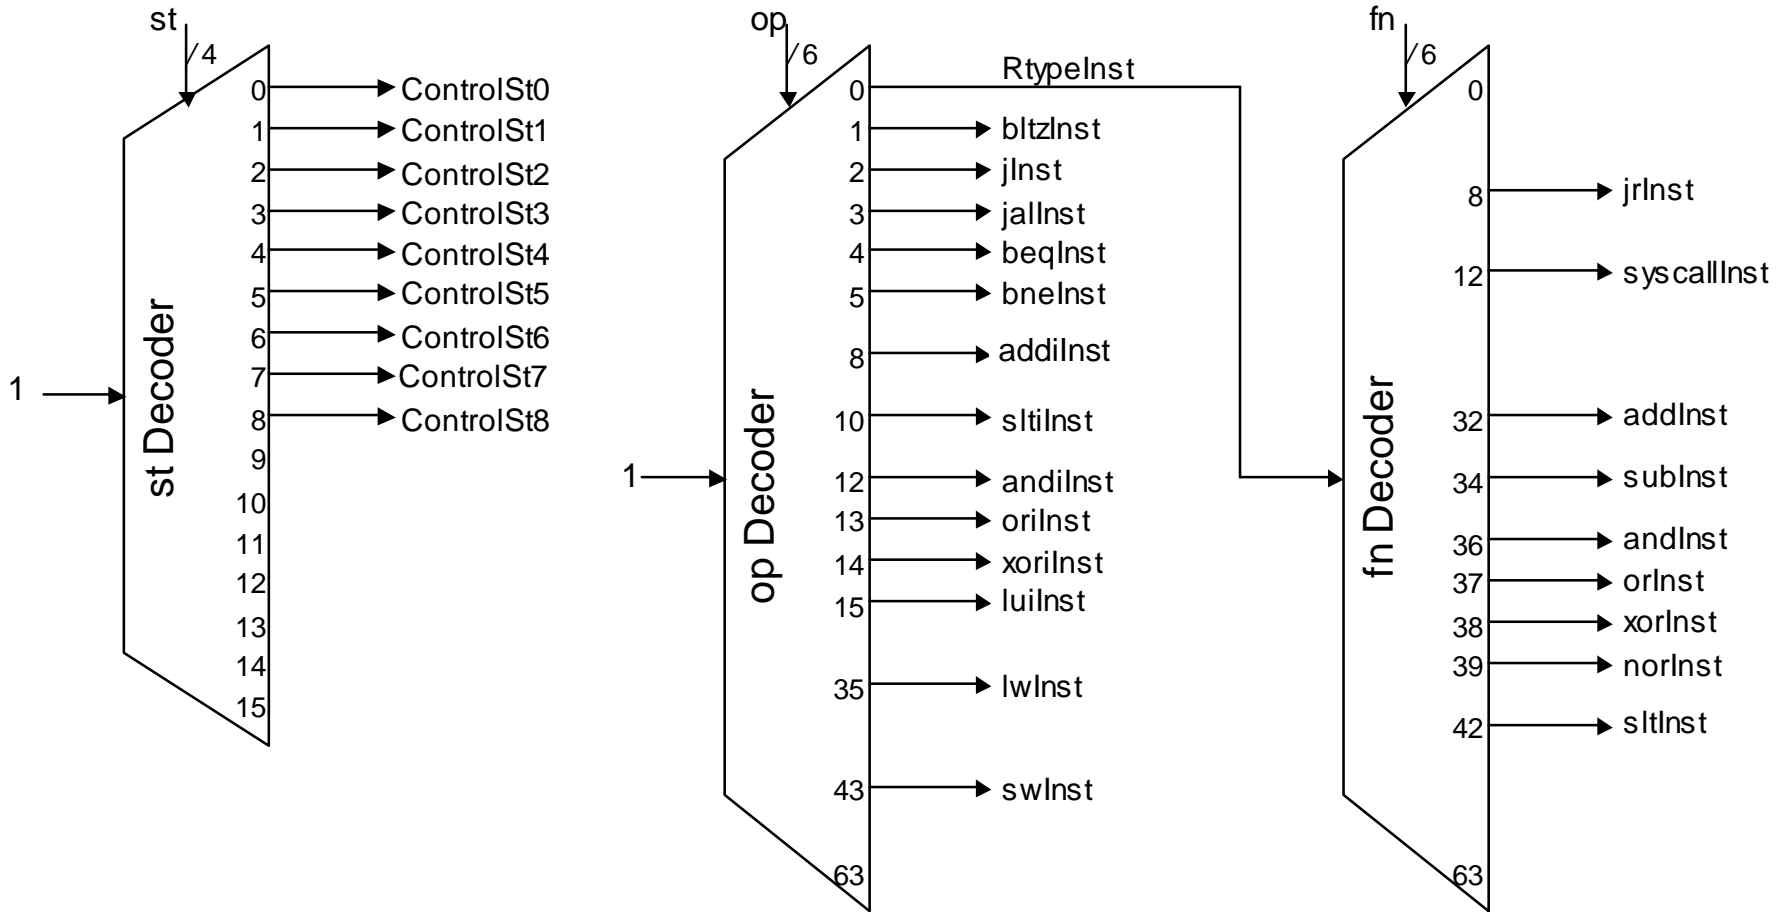 st
/4
0 ControlSt0
1 ControlSt1
2 ControlSt2
3 ControlSt3
4 ControlSt4
5 ControlSt5
6 ControlSt6
7 ControlSt7
8 ControlSt8
9
10
11
12
13
14
15
1
st Decoder
op
/6
0 RtypeInst
1 bltzInst
2 jInst
3 jalInst
4 beqInst
5 bneInst
8 addiInst
10 sltiInst
12 andiInst
13 oriInst
14 xoriInst
15 luiInst
35 lwInst
43 swInst
63
1
op Decoder
fn
/6
0
8 jrInst
12 syscallInst
32 addInst
34 subInst
36 andInst
37 orInst
38 xorInst
39 norInst
42 sltInst
63
fn Decoder